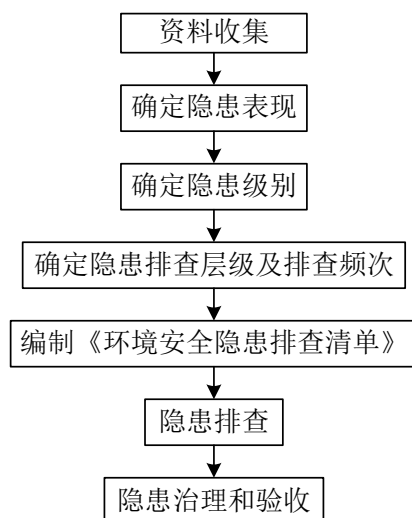 资料收集
确定隐患表现
确定隐患级别
确定隐患排查层级及排查频次
编制《环境安全隐患排查清单》
隐患排查
隐患治理和验收